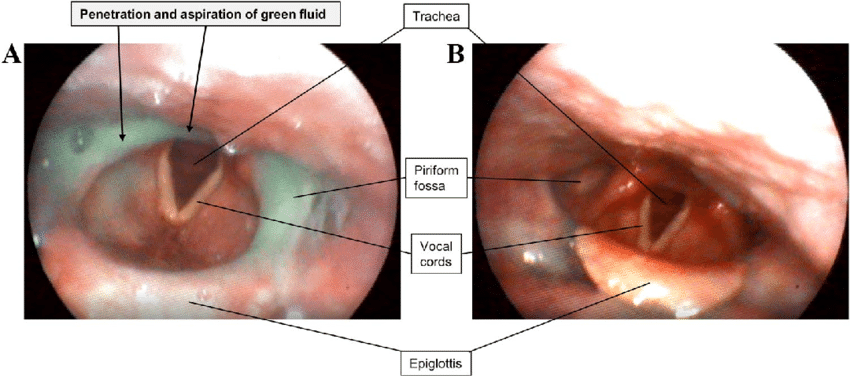 Penetration and aspiration of green fluid
Trachea
A
B
Piriform
fossa
Vocal
cords
Epiglottis